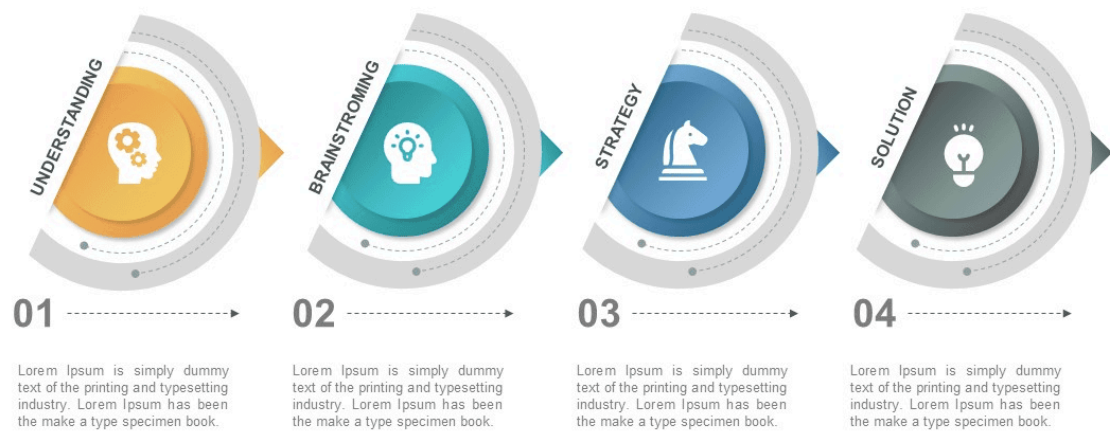 UNDERSTANDING
BRAINSTROMING
STRATEGY
SOLUTION
01
02
03
04
Lorem Ipsum is simply dummy
text of the printing and typesetting
industry. Lorem Ipsum has been
the make a type specimen book.
Lorem Ipsum is simply dummy
text of the printing and typesetting
industry. Lorem Ipsum has been
the make a type specimen book.
Lorem Ipsum is simply dummy
text of the printing and typesetting
industry. Lorem Ipsum has been
the make a type specimen book.
Lorem Ipsum is simply dummy
text of the printing and typesetting
industry. Lorem Ipsum has been
the make a type specimen book.